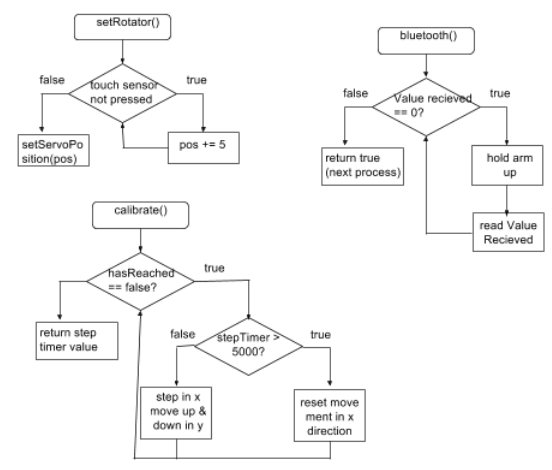 setRotator()
false
touch sensor
not pressed
true
setServoPo
sition(pos)
pos += 5
bluetooth()
false
Value recieved
== 0?
true
return true
(next process)
hold arm
up
read Value
Recieved
calibrate()
hasReached
== false?
true
return step
timer value
false
stepTimer >
5000?
true
step in x
move up &
down in y
reset move
ment in x
direction